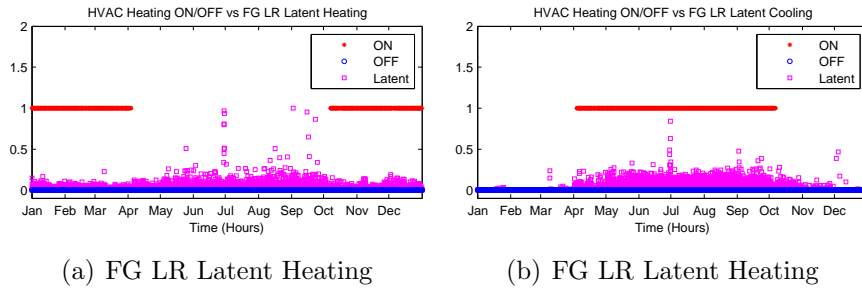 HVAC Heating ON/OFF vs FG LR Latent Heating
2
1.5
1
0.5
0
ON
OFF
Latent
Jan Feb Mar Apr May Jun Jul Aug Sep Oct Nov Dec
Time (Hours)
(a) FG LR Latent Heating
HVAC Heating ON/OFF vs FG LR Latent Cooling
2
1.5
1
0.5
0
ON
OFF
Latent
Jan Feb Mar Apr May Jun Jul Aug Sep Oct Nov Dec
Time (Hours)
(b) FG LR Latent Heating